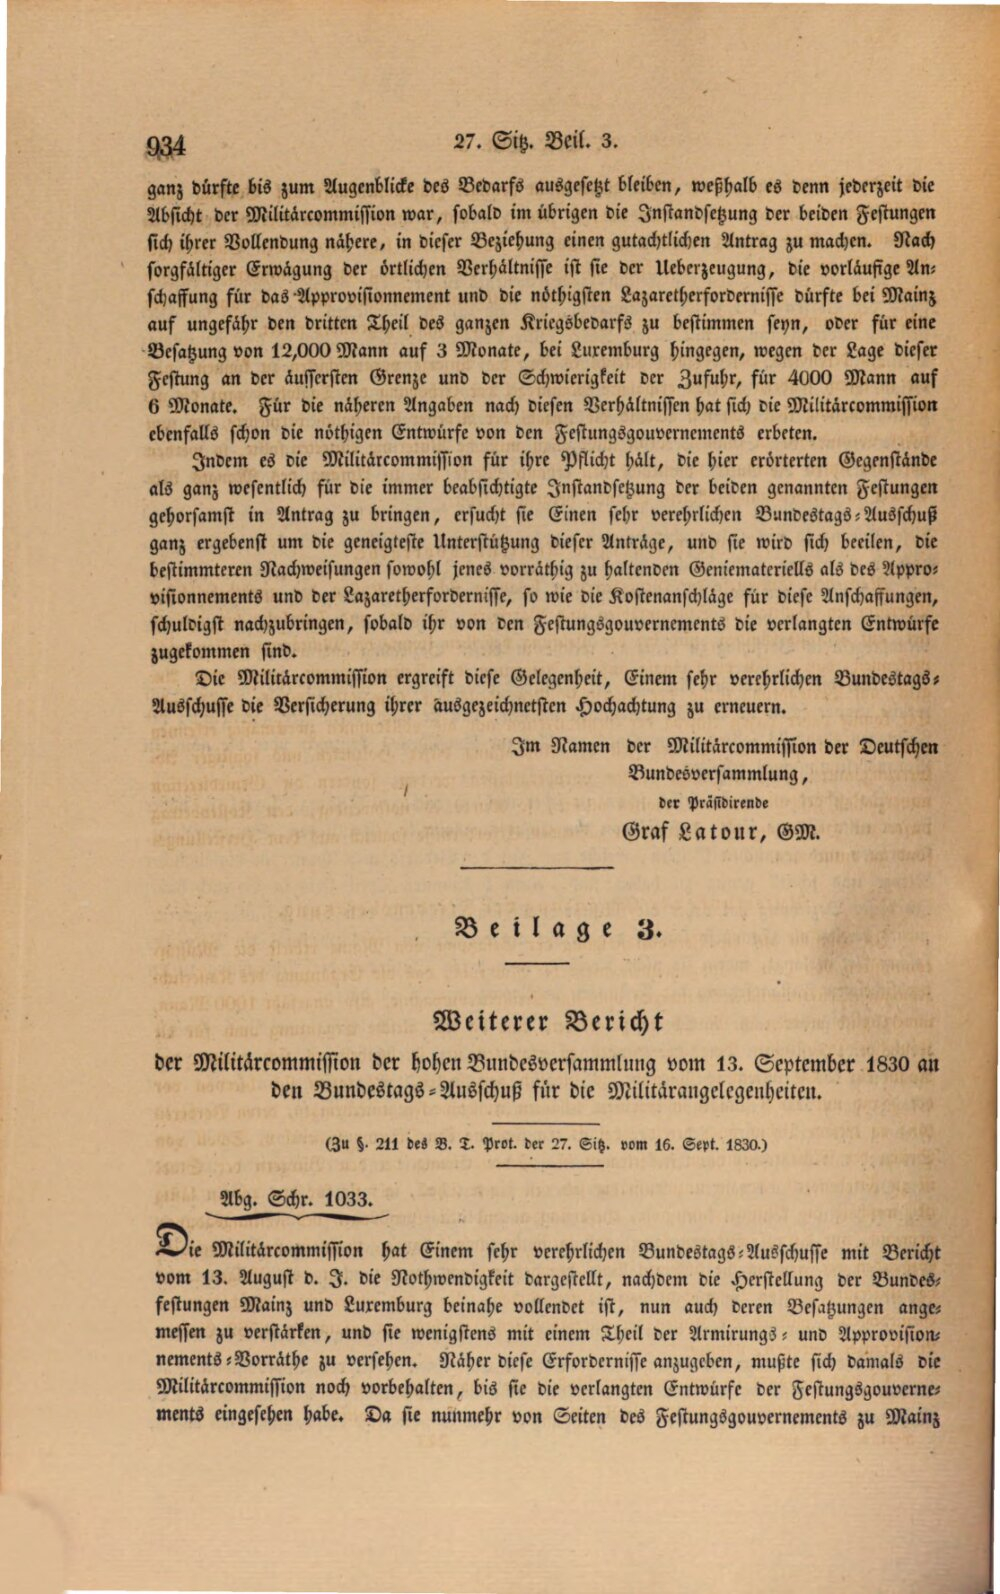 934
27. Sitz. Beil. 3.
ganz dürfte bis zum Augenblicke des Bedarfs ausgesetzt bleiben, weßhalb es denn jederzeit die
Absicht der Militärcommission war, sobald im übrigen die Instandsetzung der beiden Festungen
sich ihrer Vollendung nähere, in dieser Beziehung einen gutachtlichen Antrag zu machen. Nach
sorgfältiger Erwägung der örtlichen Verhältnisse ist sie der Ueberzeugung, die vorläufige An-
schaffung für das Approvisionnement und die nöthigsten Lazaretherfordernisse dürfte bei Mainz
auf ungefähr den dritten Theil des ganzen Kriegsbedarfs zu bestimmen seyn, oder für eine
Besatzung von 12,000 Mann auf 3 Monate, bei Luxemburg hingegen, wegen der Lage dieser
Festung an der äussersten Grenze und der Schwierigkeit der Zufuhr, für 4000 Mann auf
6 Monate. Für die näheren Angaben nach diesen Verhältnissen hat sich die Militärcommission
ebenfalls schon die nöthigen Entwürfe von den Festungsgouvernements erbeten.
Indem es die Militärcommission für ihre Pflicht hält, die hier erörterten Gegenstände
als ganz wesentlich für die immer beabsichtigte Instandsetzung der beiden genannten Festungen
gehorsamst in Antrag zu bringen, ersucht sie Einen sehr verehrlichen Bundestags-Ausschuß
ganz ergebenst um die geneigteste Unterstützung dieser Anträge, und sie wird sich beeilen, die
bestimmteren Nachweisungen sowohl jenes vorräthig zu haltenden Geniemateriells als des Appro-
visionnements und der Lazaretherfordernisse, so wie die Kostenanschläge für diese Anschaffungen,
schuldigst nachzubringen, sobald ihr von den Festungsgouvernements die verlangten Entwürfe
zugekommen sind.
Die Militärcommission ergreift diese Gelegenheit, Einem sehr verehrlichen Bundestags-
Ausschusse die Versicherung ihrer ausgezeichnetsten Hochachtung zu erneuern.
Im Namen der Militärcommission der Deutschen
Bundesversammlung,
der Präsidirende
Graf Latour, GM.
Beilage 3.
Weiterer Bericht
der Militärcommission der hohen Bundesversammlung vom 13. September 1830 an
den Bundestags-Ausschuß für die Militärangelegenheiten.
(Zu §. 211 des B. T. Prot. der 27. Sitz. vom 16. Sept. 1830.)
Abg. Schr. 1033.
Die Militärcommission hat Einem sehr verehrlichen Bundestags-Ausschusse mit Bericht
vom 13. August d. J. die Nothwendigkeit dargestellt, nachdem die Herstellung der Bundes-
festungen Mainz und Luxemburg beinahe vollendet ist, nun auch deren Besatzungen ange-
messen zu verstärken, und sie wenigstens mit einem Theil der Armirungs- und Approvision-
nements-Vorräthe zu versehen. Näher diese Erfordernisse anzugeben, mußte sich damals die
Militärcommission noch vorbehalten, bis sie die verlangten Entwürfe der Festungsgouverne-
ments eingesehen habe. Da sie nunmehr von Seiten des Festungsgouvernements zu Mainz